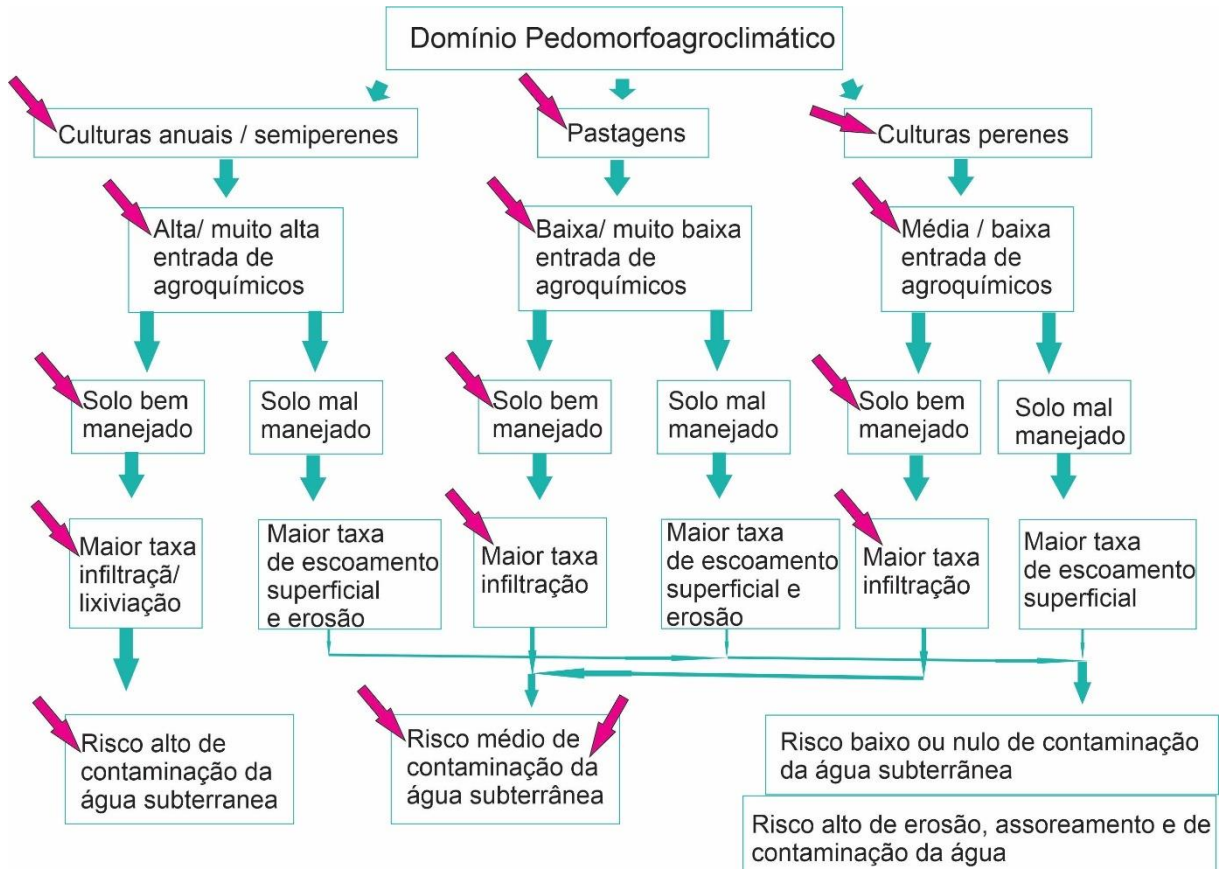 Domínio Pedomorfoagroclimático
Culturas anuais / semiperenes
Pastagens
Culturas perenes
Alta/ muito alta
entrada de
agroquímicos
Baixa/ muito baixa
entrada de
agroquímicos
Média / baixa
entrada de
agroquímicos
Solo bem
manejado
Solo mal
manejado
Solo bem
manejado
Solo mal
manejado
Solo bem
manejado
Solo mal
manejado
Maior taxa
infiltraçã/
lixiviação
Maior taxa
de escoamento
superficial
e erosão
Maior taxa
infiltração
Maior taxa
de escoamento
superficial e
erosão
Maior taxa
infiltração
Maior taxa
de escoamento
superficial
Risco alto de
contaminação da
água subterranea
Risco médio de
contaminação da
água subterrânea
Risco baixo ou nulo de contaminação
da água subterrãnea
Risco alto de erosão, assoreamento e de
contaminação da água